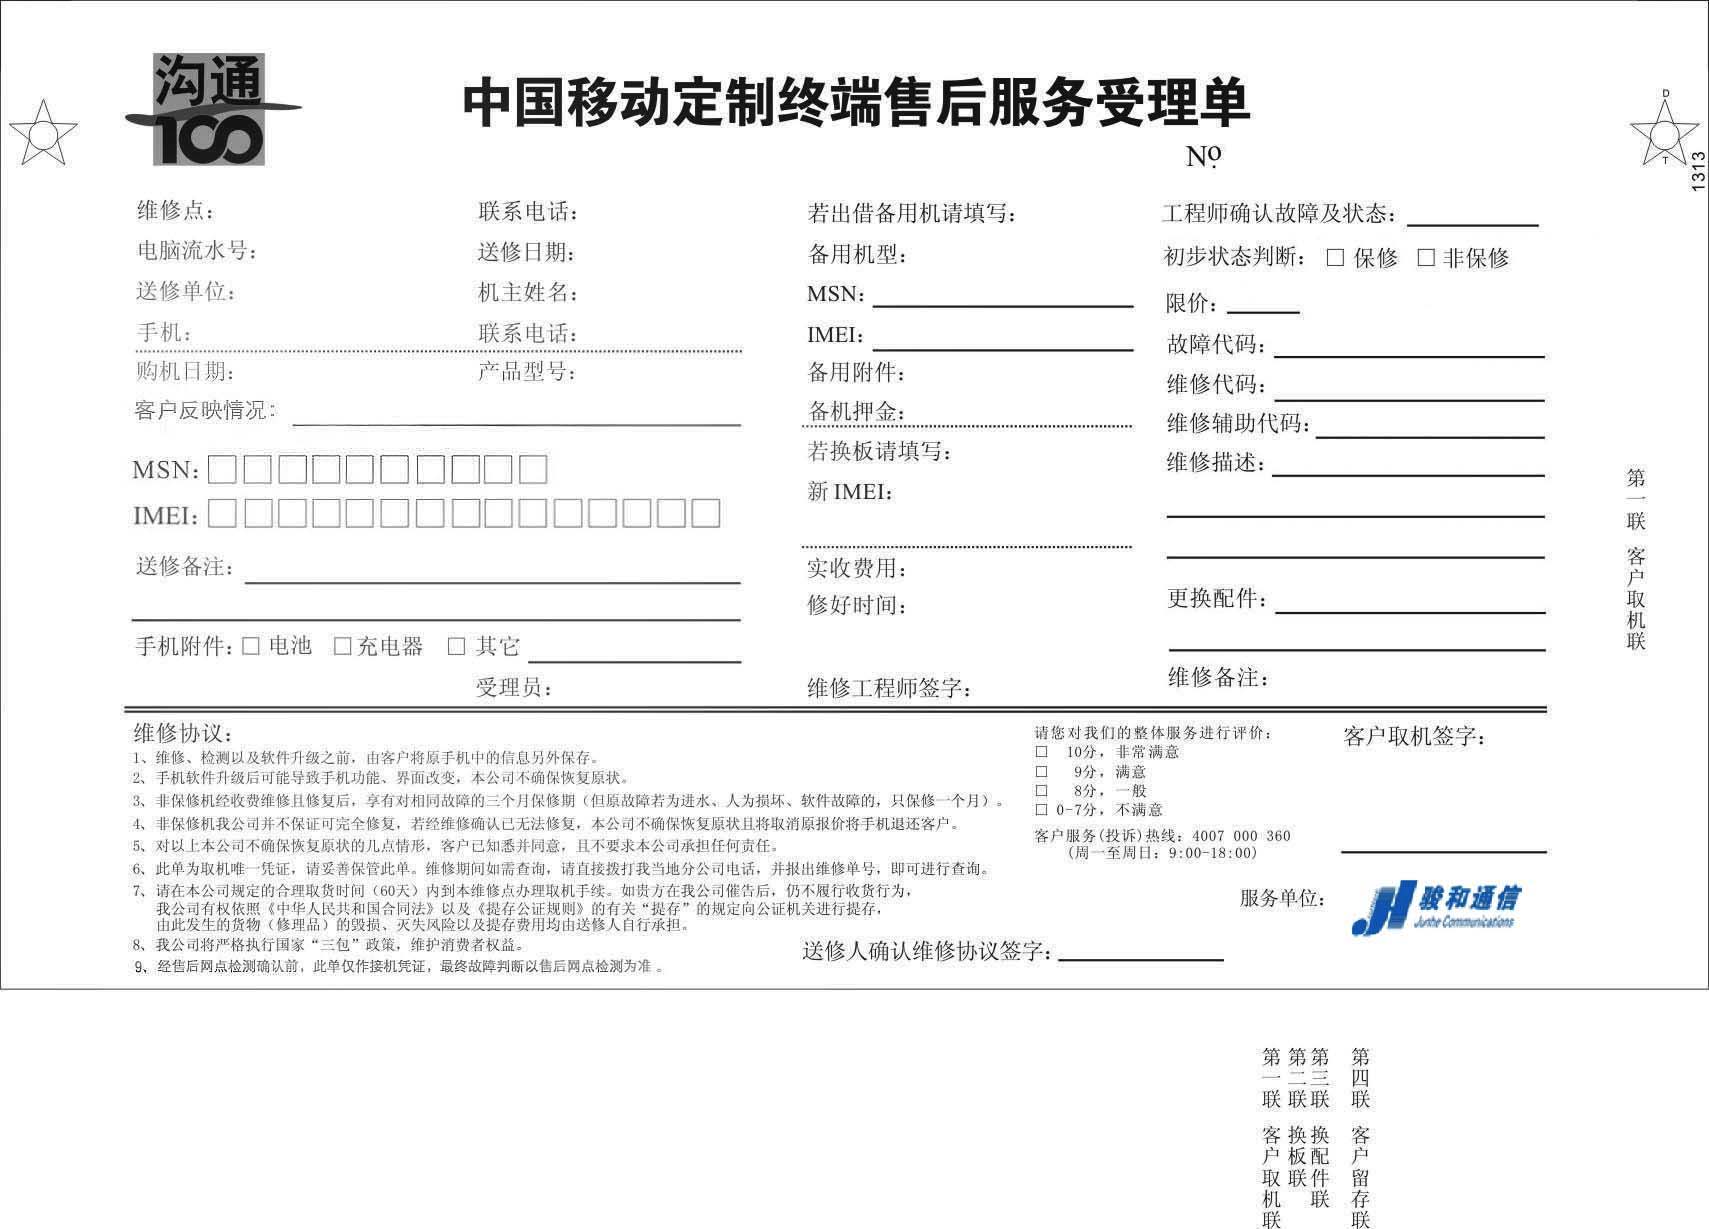 沟通
100
中国移动定制终端售后服务受理单
Nº
D
T
1313
维修点：
联系电话：
电脑流水号：
送修日期：
送修单位：
机主姓名：
手机：
联系电话：
购机日期：
产品型号：
客户反映情况：
MSN：□□□□□□□□□□
IMEI：□□□□□□□□□□□□□□□
送修备注：
手机附件：□ 电池 □充电器 □ 其它
受理员：
若出借备用机请填写：
备用机型：
MSN：
IMEI：
备用附件：
备机押金：
若换板请填写：
新 IMEI：
实收费用：
修好时间：
维修工程师签字：
工程师确认故障及状态：
初步状态判断： □ 保修 □ 非保修
限价：
故障代码：
维修代码：
维修辅助代码：
维修描述：
更换配件：
维修备注：
第一联 客户取机联
维修协议：
1、维修、检测以及软件升级之前，由客户将原手机中的信息另外保存。
2、手机软件升级后可能导致手机功能、界面改变，本公司不确保恢复原状。
3、非保修机经收费维修且修复后，享有对相同故障的三个月保修期（但原故障若为进水、人为损坏、软件故障的，只保修一个月）。
4、非保修机我公司并不保证可完全修复，若经维修确认已无法修复，本公司不确保恢复原状且将取消原报价将手机退还客户。
5、对以上本公司不确保恢复原状的几点情形，客户已知悉并同意，且不要求本公司承担任何责任。
6、此单为取机唯一凭证，请妥善保管此单。维修期间如需查询，请直接拨打我当地分公司电话，并报出维修单号，即可进行查询。
7、请在本公司规定的合理取货时间（60天）内到本维修点办理取机手续。如贵方在我公司催告后，仍不履行收货行为，
我公司有权依照《中华人民共和国合同法》以及《提存公证规则》的有关“提存”的规定向公证机关进行提存，
由此发生的货物（修理品）的毁损、灭失风险以及提存费用均由送修人自行承担。
8、我公司将严格执行国家“三包”政策，维护消费者权益。
9、经售后网点检测确认前，此单仅作接机凭证，最终故障判断以售后网点检测为准 。
请您对我们的整体服务进行评价：
□ 10分，非常满意
□ 9分，满意
□ 8分，一般
□ 0-7分，不满意
客户服务(投诉)热线：4007 000 360
(周一至周日：9:00-18:00)
客户取机签字：
服务单位：
骏和通信
Junhe Communications
送修人确认维修协议签字：
第一联 客户取机联
第二联 换板联
第三联 换配件联
第四联 客户留存联